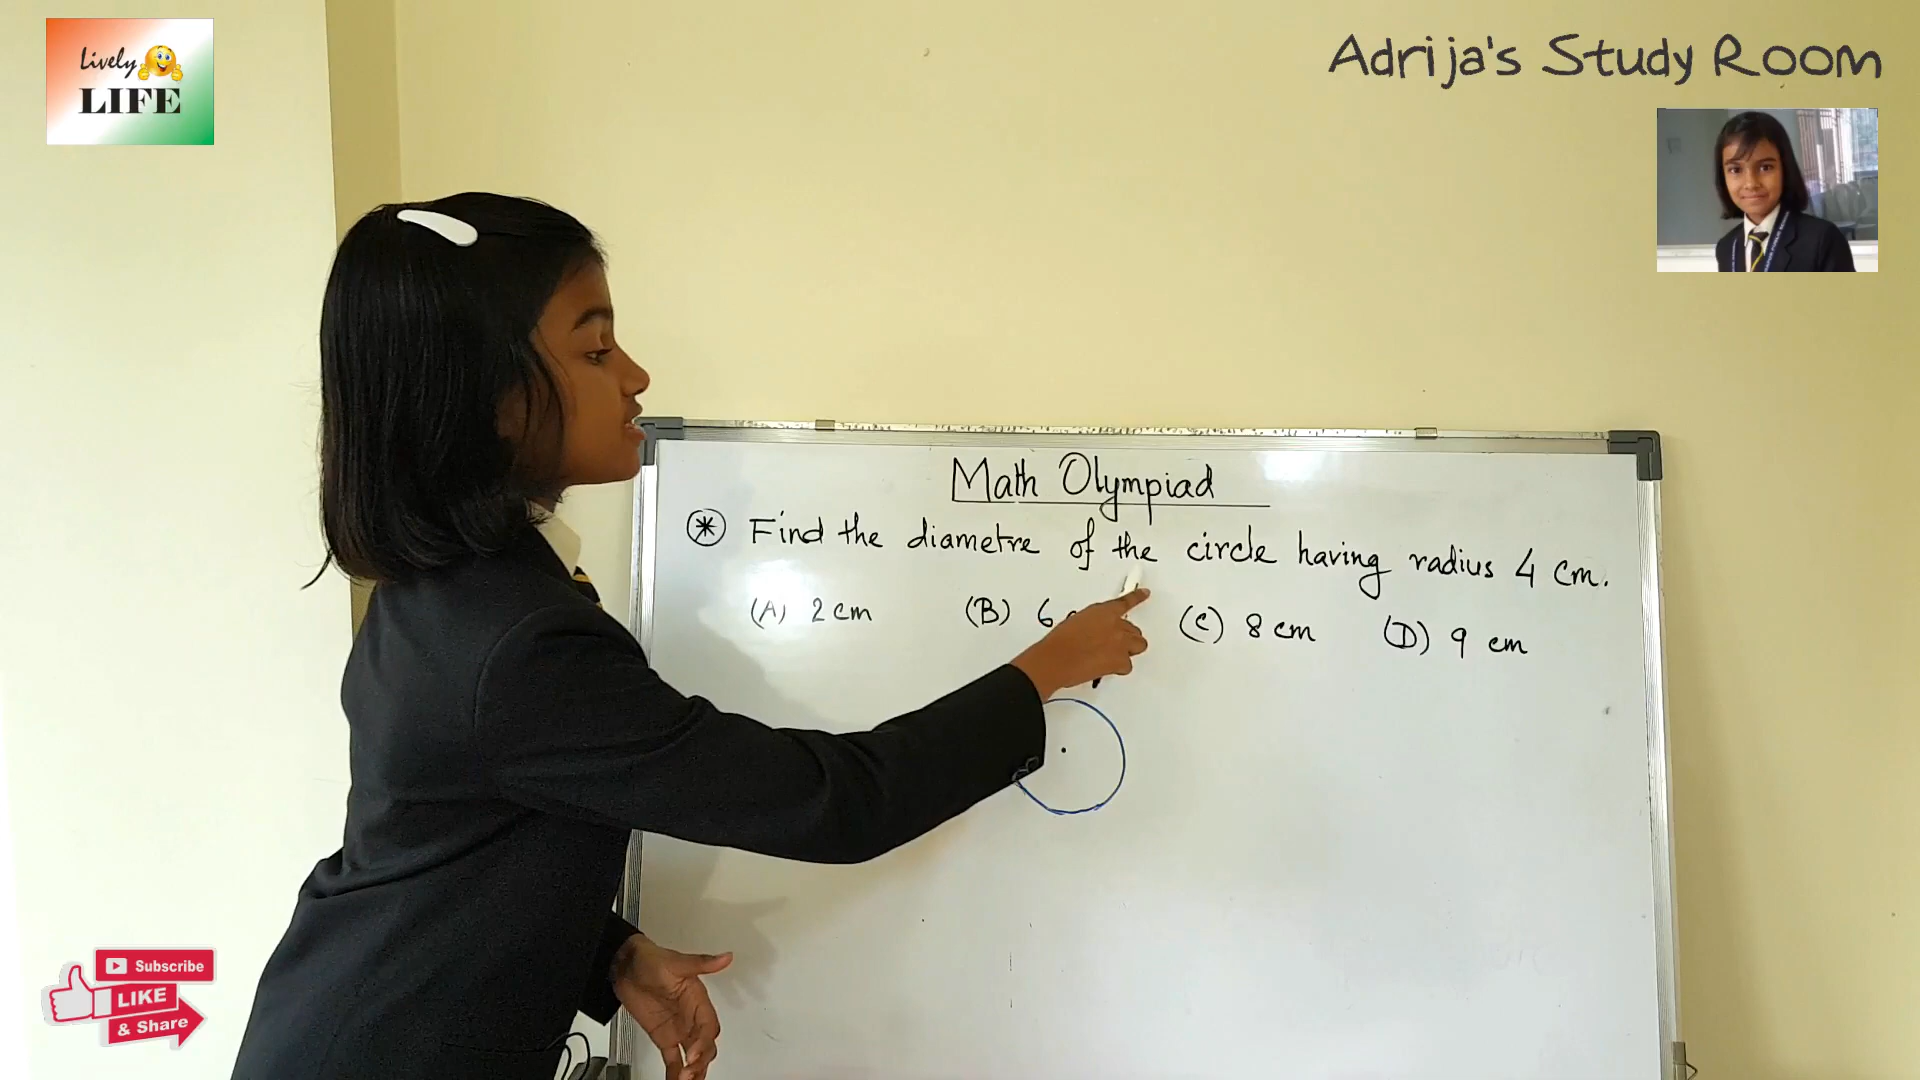 Lively
LIFE
Adrija's Study Room
Math Olympiad
* Find the diametre of the circle having radius 4 cm.
(A) 2 cm (B) 6 (C) 8 cm (D) 9 cm
Subscribe
LIKE
& Share